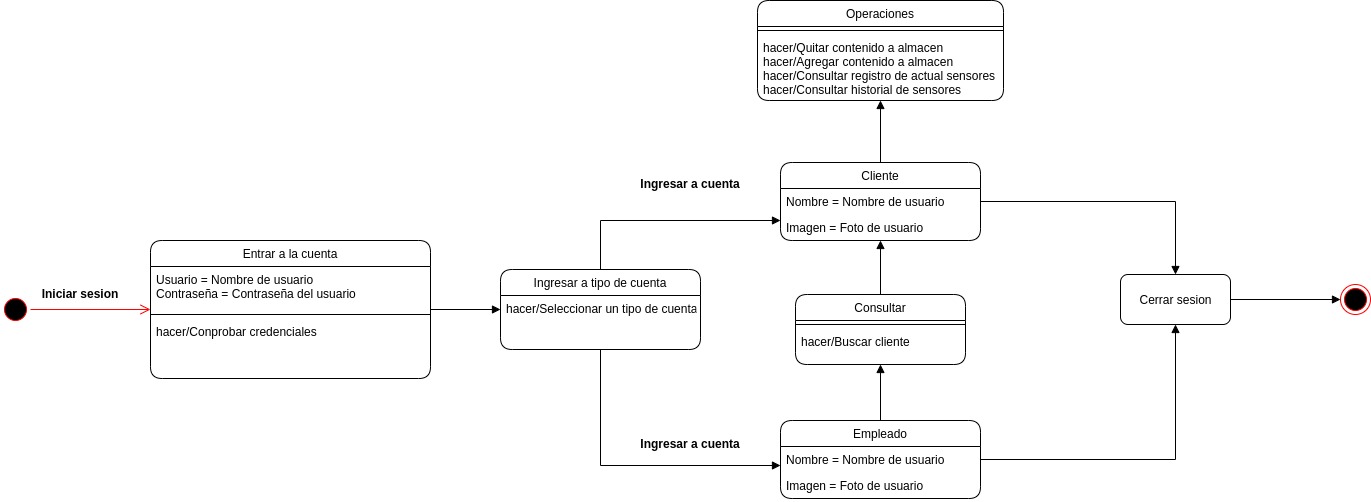 Operaciones
hacer/Quitar contenido a almacen
hacer/Agregar contenido a almacen
hacer/Consultar registro de actual sensores
hacer/Consultar historial de sensores
Ingresar a cuenta
Cliente
Nombre = Nombre de usuario
Imagen = Foto de usuario
Iniciar sesion
Entrar a la cuenta
Usuario = Nombre de usuario
Contraseña = Contraseña del usuario
hacer/Conprobar credenciales
Ingresar a tipo de cuenta
hacer/Seleccionar un tipo de cuenta
Consultar
hacer/Buscar cliente
Cerrar sesion
Ingresar a cuenta
Empleado
Nombre = Nombre de usuario
Imagen = Foto de usuario